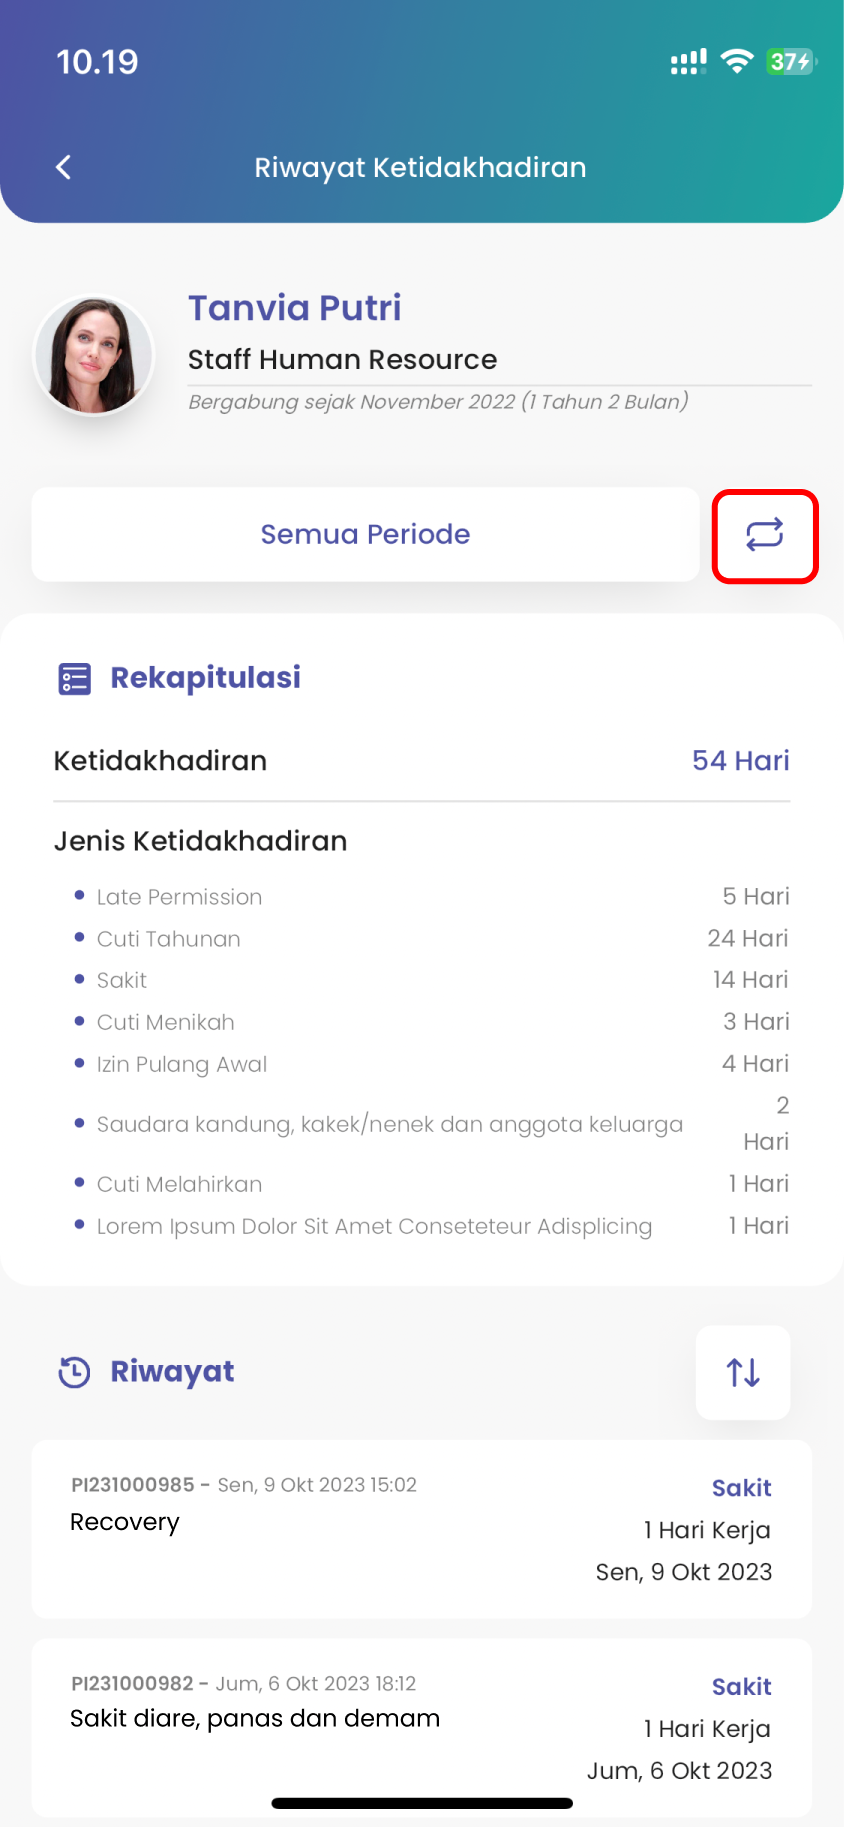 10.19
37
Riwayat Ketidakhadiran
Tanvia Putri
Staff Human Resource
Bergabung sejak November 2022 (1 Tahun 2 Bulan)
Semua Periode
Rekapitulasi
Ketidakhadiran 54 Hari
Jenis Ketidakhadiran
Late Permission 5 Hari
Cuti Tahunan 24 Hari
Sakit 14 Hari
Cuti Menikah 3 Hari
Izin Pulang Awal 4 Hari
Saudara kandung, kakek/nenek dan anggota keluarga 2
Hari
Cuti Melahirkan 1 Hari
Lorem Ipsum Dolor Sit Amet Conseteteur Adisplicing 1 Hari
Riwayat
PI231000985 - Sen, 9 Okt 2023 15:02 Sakit
Recovery 1 Hari Kerja
Sen, 9 Okt 2023
PI231000982 - Jum, 6 Okt 2023 18:12 Sakit
Sakit diare, panas dan demam 1 Hari Kerja
Jum, 6 Okt 2023